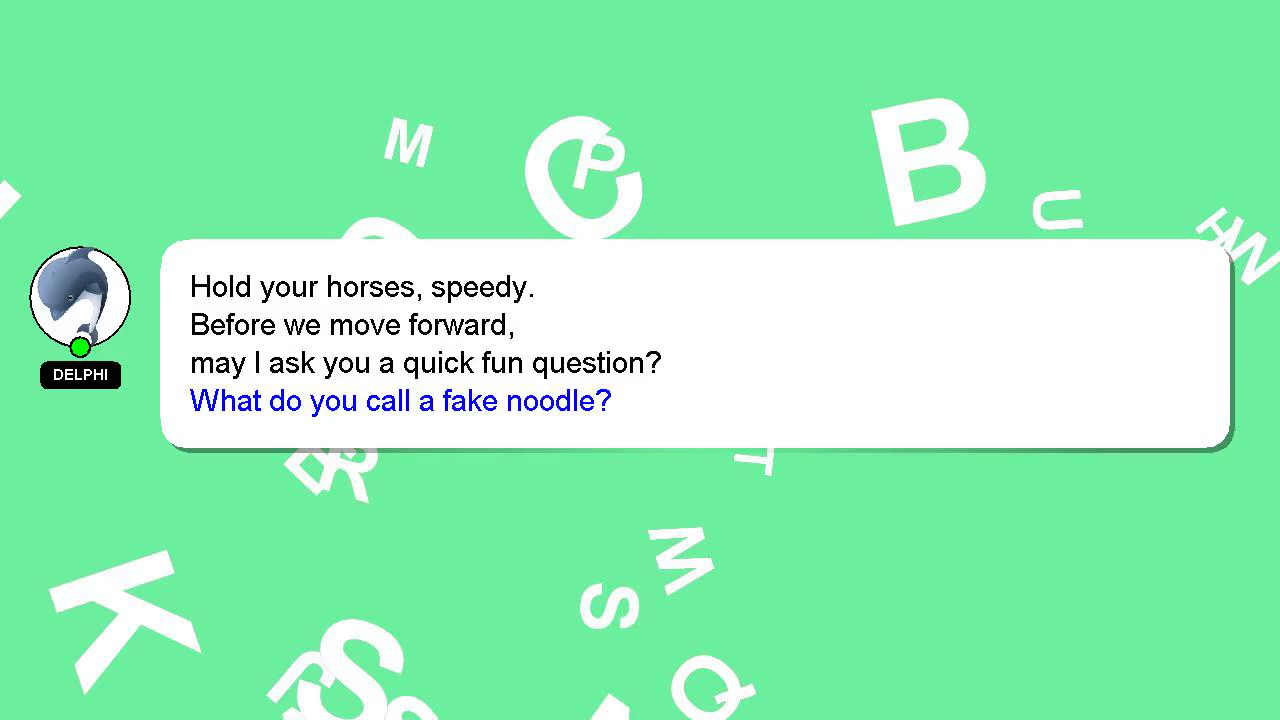 M
C
P
B
U
H
W
DELPHI
Hold your horses, speedy.
Before we move forward,
may I ask you a quick fun question?
What do you call a fake noodle?
R
T
K
M
S
S
Q